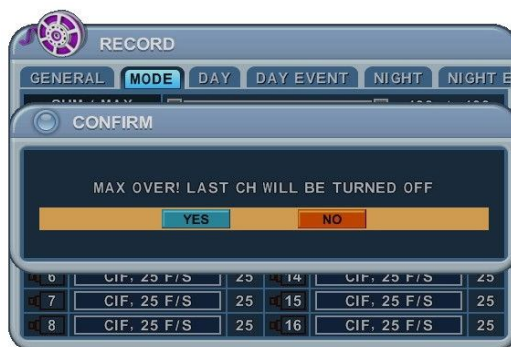 RECORD
GENERAL MODE DAY DAY EVENT NIGHT NIGHT E
CONFIRM
MAX OVER! LAST CH WILL BE TURNED OFF
YES NO
6 CIF, 25 F/S 25 14 CIF, 25 F/S 25
7 CIF, 25 F/S 25 15 CIF, 25 F/S 25
8 CIF, 25 F/S 25 16 CIF, 25 F/S 25